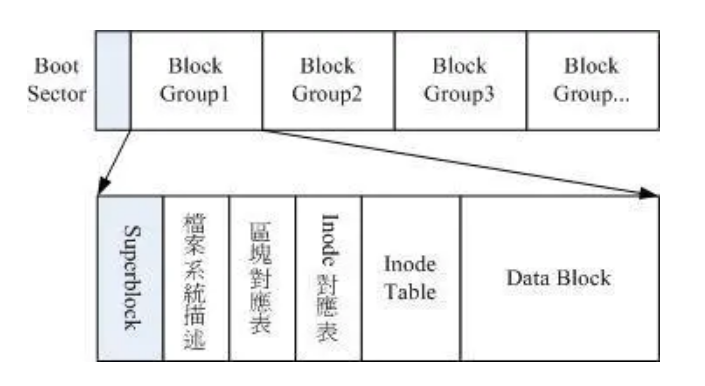 Boot
Sector
Block
Group1
Block
Group2
Block
Group3
Block
Group...
Superblock
檔案系統描述
區塊對應表
Inode 對應表
Inode
Table
Data Block